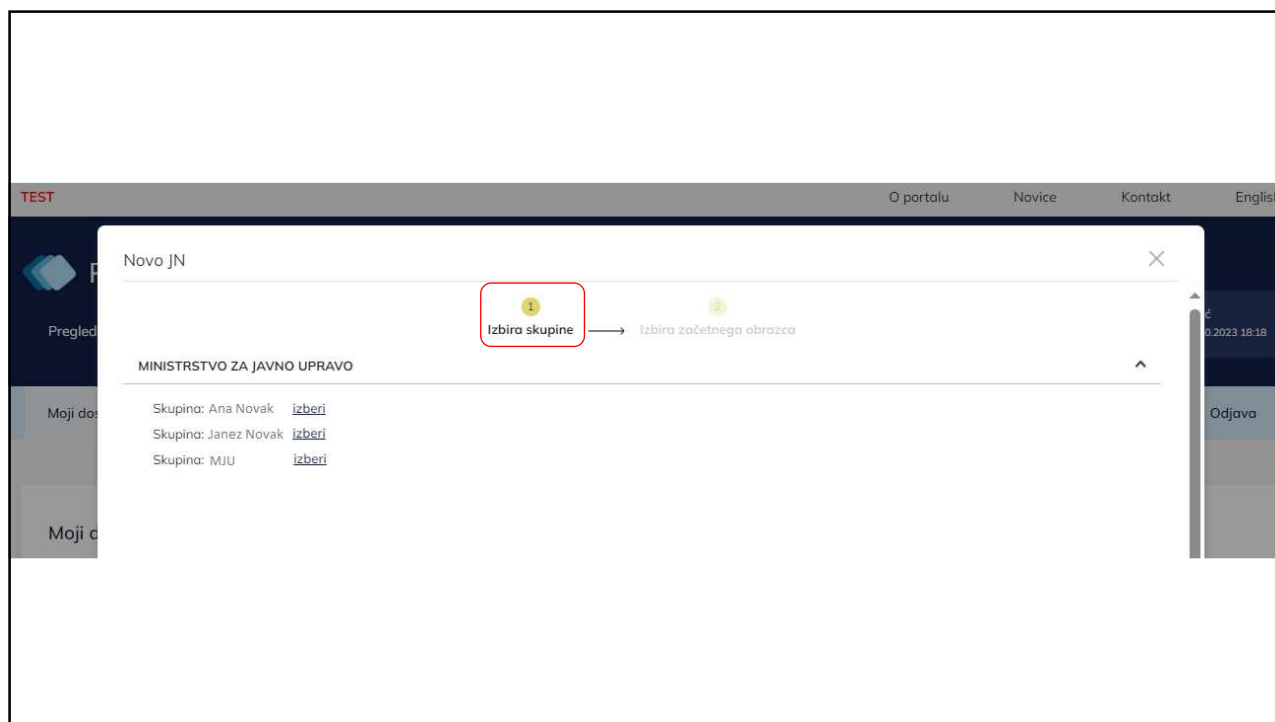 TEST
O portalu Novice Kontakt Englis
Novo JN
1 2
Izbira skupine Izbira začetnega obrazca
Pregled
ć
0.2023 18:18
MINISTRSTVO ZA JAVNO UPRAVO
Moji dos
Odjava
Skupina: Ana Novak izberi
Skupina: Janez Novak izberi
Skupina: MJU izberi
Moji d